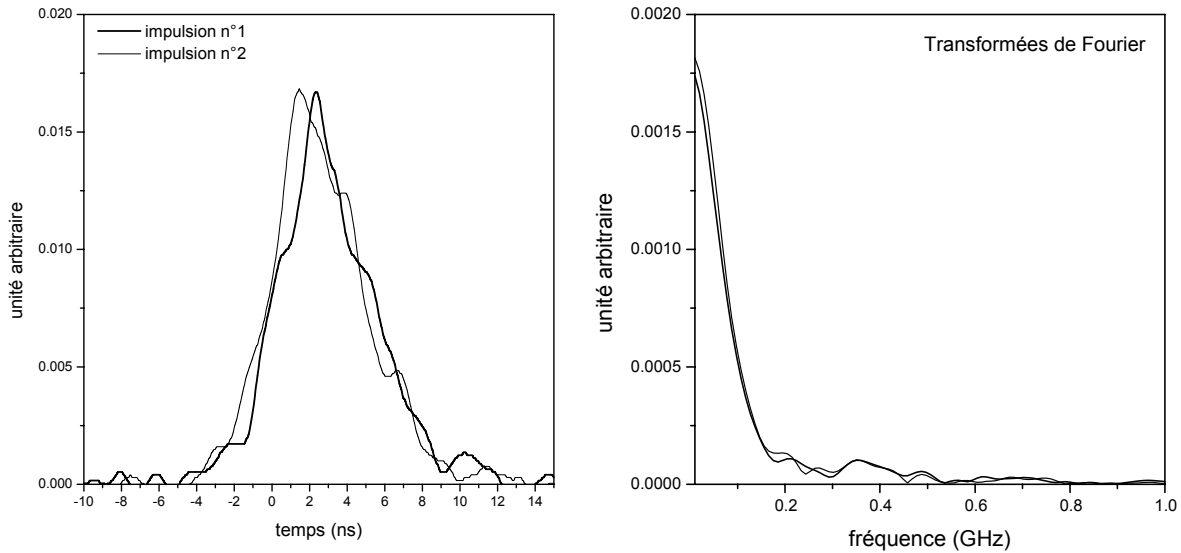 impulsion n°1
impulsion n°2
unité arbitraire
0.020
0.015
0.010
0.005
0.000
-10 -8 -6 -4 -2 0 2 4 6 8 10 12 14
temps (ns)
Transformées de Fourier
unité arbitraire
0.0020
0.0015
0.0010
0.0005
0.0000
0.2 0.4 0.6 0.8 1.0
fréquence (GHz)